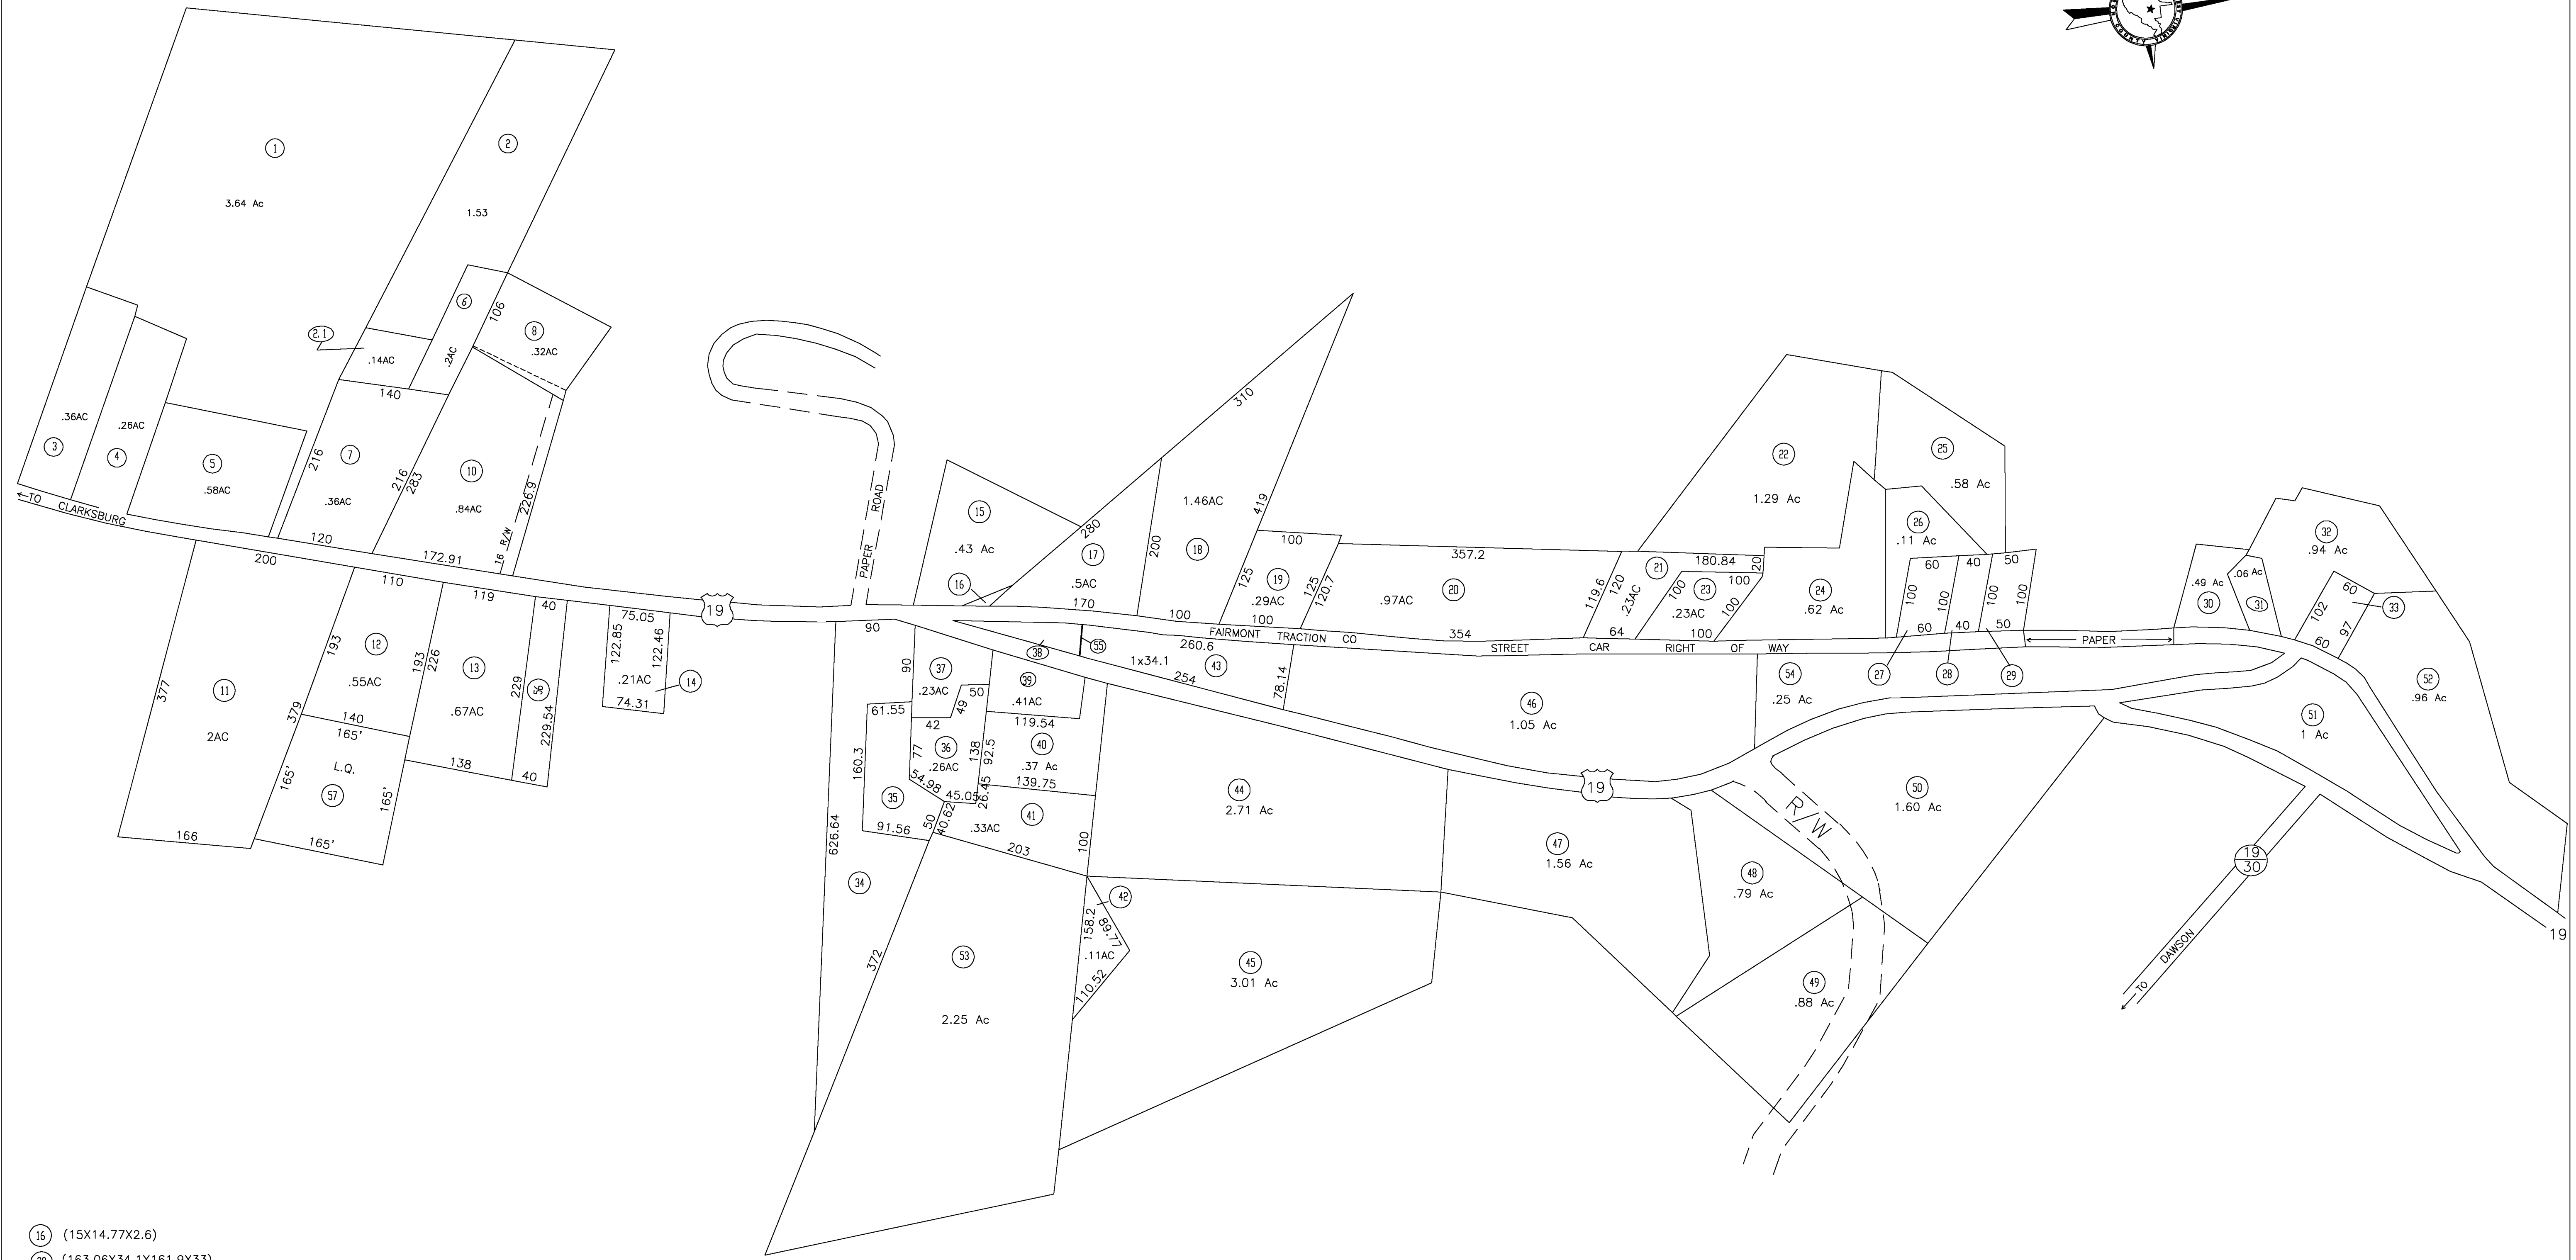 COUNTY
1
3.64 Ac
2
1.53
2.1
.14AC
6
.2AC
106
8
.32AC
140
3
.36AC
4
.26AC
5
.58AC
216
7
.36AC
216
283
10
.84AC
226.9
16 R/W
TO CLARKSBURG
120
172.91
200
110
119
40
11
2AC
377
379
166
12
.55AC
193
193
226
140
165'
L.Q.
57
165'
165'
165'
13
.67AC
138
229
56
229.54
40
75.05
122.85
122.46
.21AC
74.31
14
19
PAPER ROAD
90
15
.43 Ac
16
280
310
17
.5AC
170
200
1.46AC
18
419
100
125
100
19
.29AC
100
125
120.7
357.2
20
.97AC
354
119.6
120
21
.23AC
64
180.84
20
100
23
.23AC
100
100
100
22
1.29 Ac
24
.62 Ac
25
.58 Ac
26
.11 Ac
60
40
50
100
100
100
100
60
40
50
27
28
29
FAIRMONT TRACTION CO STREET CAR RIGHT OF WAY
PAPER
.49 Ac
30
.06 Ac
31
32
.94 Ac
33
60
102
97
60
52
.96 Ac
51
1 Ac
38
55
1x34.1
260.6
43
254
78.14
37
.23AC
90
50
49
42
39
.41AC
119.54
61.55
160.3
35
91.56
77
36
.26AC
54.98
45.05
138
92.5
26.45
40
.37 Ac
139.75
50
40.62
41
.33AC
203
100
34
626.64
372
53
2.25 Ac
42
158.2
89.77
.11AC
110.52
44
2.71 Ac
45
3.01 Ac
46
1.05 Ac
54
.25 Ac
19
47
1.56 Ac
48
.79 Ac
49
.88 Ac
50
1.60 Ac
R/W
19
30
TO DAWSON
19
16 (15X14.77X2.6)
(163.06X34.1X161.9X33)